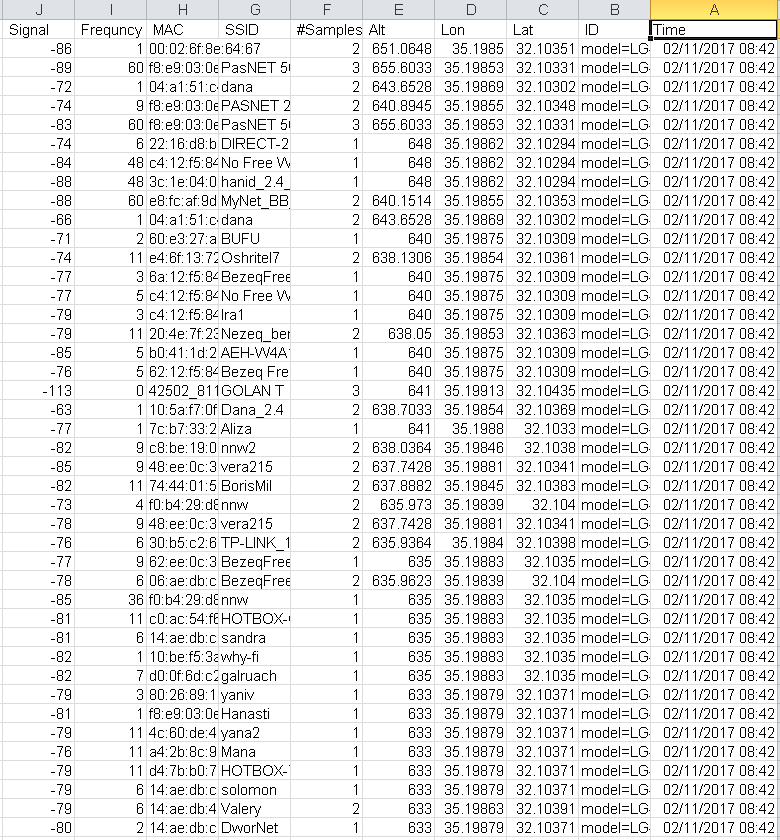 J I H G F E D C B A
Signal Frequncy MAC SSID #Samples Alt Lon Lat ID Time
-86 1 00:02:6f:8e :64:67 2 651.0648 35.1985 32.10351 model=LG 02/11/2017 08:42
-89 60 f8:e9:03:0e PasNET 50 3 655.6033 35.19853 32.10331 model=LG 02/11/2017 08:42
-72 1 04:a1:51:c dana 2 643.6528 35.19869 32.10302 model=LG 02/11/2017 08:42
-74 9 f8:e9:03:0e PASNET 2 2 640.8945 35.19855 32.10348 model=LG 02/11/2017 08:42
-83 60 f8:e9:03:0e PasNET 50 3 655.6033 35.19853 32.10331 model=LG 02/11/2017 08:42
-74 6 22:16:d8:b DIRECT-2 1 648 35.19862 32.10294 model=LG 02/11/2017 08:42
-84 48 c4:12:f5:84 No Free W 1 648 35.19862 32.10294 model=LG 02/11/2017 08:42
-88 48 3c:1e:04:0 hanid_2.4_ 1 648 35.19862 32.10294 model=LG 02/11/2017 08:42
-88 60 e8:fc:af:9d MyNet_BB 2 640.1514 35.19855 32.10353 model=LG 02/11/2017 08:42
-66 1 04:a1:51:c dana 2 643.6528 35.19869 32.10302 model=LG 02/11/2017 08:42
-71 2 60:e3:27:a BUFU 1 640 35.19875 32.10309 model=LG 02/11/2017 08:42
-74 11 e4:6f:13:72 Oshritel7 2 638.1306 35.19854 32.10361 model=LG 02/11/2017 08:42
-77 3 6a:12:f5:84 BezeqFree 1 640 35.19875 32.10309 model=LG 02/11/2017 08:42
-77 5 c4:12:f5:84 No Free W 1 640 35.19875 32.10309 model=LG 02/11/2017 08:42
-79 3 c4:12:f5:84 Ira1 1 640 35.19875 32.10309 model=LG 02/11/2017 08:42
-79 11 20:4e:7f:23 Nezeq_ber 2 638.05 35.19853 32.10363 model=LG 02/11/2017 08:42
-85 5 b0:41:1d:2 AEH-W4A 1 640 35.19875 32.10309 model=LG 02/11/2017 08:42
-76 5 62:12:f5:84 Bezeq Fre 1 640 35.19875 32.10309 model=LG 02/11/2017 08:42
-113 0 42502_811 GOLAN T 3 641 35.19913 32.10435 model=LG 02/11/2017 08:42
-63 1 10:5a:f7:0f Dana_2.4 2 638.7033 35.19854 32.10369 model=LG 02/11/2017 08:42
-77 1 7c:b7:33:2 Aliza 1 641 35.1988 32.1033 model=LG 02/11/2017 08:42
-82 9 c8:be:19:0 nnw2 2 638.0364 35.19846 32.1038 model=LG 02/11/2017 08:42
-85 9 48:ee:0c:3 vera215 2 637.7428 35.19881 32.10341 model=LG 02/11/2017 08:42
-82 11 74:44:01:5 BorisMil 2 637.8882 35.19845 32.10383 model=LG 02/11/2017 08:42
-73 4 f0:b4:29:d8 nnw 2 635.973 35.19839 32.104 model=LG 02/11/2017 08:42
-78 9 48:ee:0c:3 vera215 2 637.7428 35.19881 32.10341 model=LG 02/11/2017 08:42
-76 6 30:b5:c2:6 TP-LINK_1 2 635.9364 35.1984 32.10398 model=LG 02/11/2017 08:42
-77 9 62:ee:0c:3 BezeqFree 1 635 35.19883 32.1035 model=LG 02/11/2017 08:42
-78 6 06:ae:db:c BezeqFree 2 635.9623 35.19839 32.104 model=LG 02/11/2017 08:42
-85 36 f0:b4:29:d8 nnw 1 635 35.19883 32.1035 model=LG 02/11/2017 08:42
-81 11 c0:ac:54:f8 HOTBOX- 1 635 35.19883 32.1035 model=LG 02/11/2017 08:42
-81 6 14:ae:db:c sandra 1 635 35.19883 32.1035 model=LG 02/11/2017 08:42
-82 1 10:be:f5:3a why-fi 1 635 35.19883 32.1035 model=LG 02/11/2017 08:42
-82 7 d0:0f:6d:c2 galruach 1 635 35.19883 32.1035 model=LG 02/11/2017 08:42
-79 3 80:26:89:1 yaniv 1 633 35.19879 32.10371 model=LG 02/11/2017 08:42
-81 1 f8:e9:03:0e Hanasti 1 633 35.19879 32.10371 model=LG 02/11/2017 08:42
-79 11 4c:60:de:4 yana2 1 633 35.19879 32.10371 model=LG 02/11/2017 08:42
-76 11 a4:2b:8c:9 Mana 1 633 35.19879 32.10371 model=LG 02/11/2017 08:42
-79 11 d4:7b:b0:7 HOTBOX- 1 633 35.19879 32.10371 model=LG 02/11/2017 08:42
-79 6 14:ae:db:c solomon 1 633 35.19879 32.10371 model=LG 02/11/2017 08:42
-79 6 14:ae:db:4 Valery 2 633 35.19863 32.10391 model=LG 02/11/2017 08:42
-80 2 14:ae:db:c DworNet 1 633 35.19879 32.10371 model=LG 02/11/2017 08:42